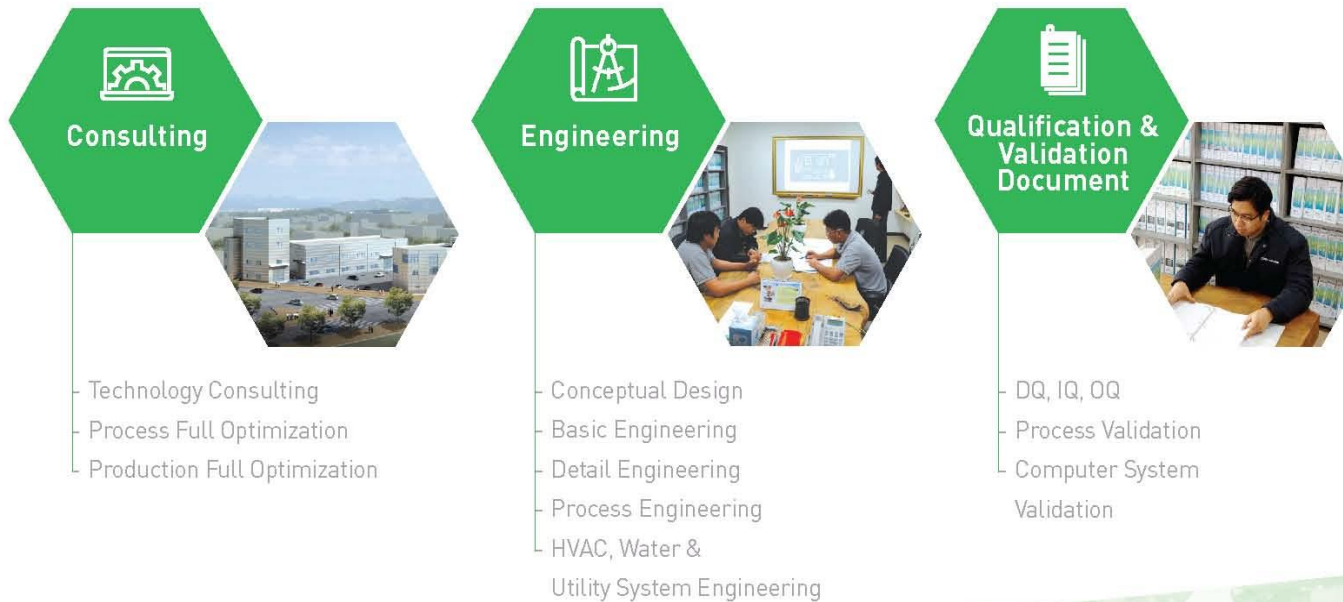 Consulting
Technology Consulting
Process Full Optimization
Production Full Optimization
Engineering
Conceptual Design
Basic Engineering
Detail Engineering
Process Engineering
HVAC, Water &
Utility System Engineering
Qualification &
Validation
Document
DQ, IQ, OQ
Process Validation
Computer System
Validation